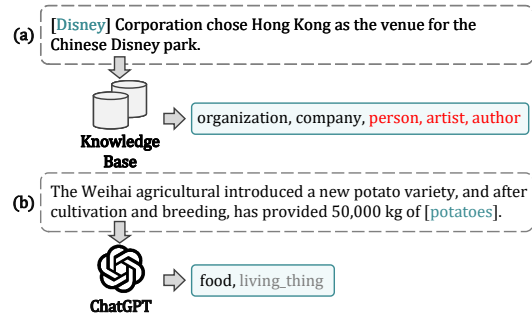 (a)
[Disney] Corporation chose Hong Kong as the venue for the
Chinese Disney park.
Knowledge
Base
organization, company, person, artist, author
(b)
The Weihai agricultural introduced a new potato variety, and after
cultivation and breeding, has provided 50,000 kg of [potatoes].
ChatGPT
food, living_thing